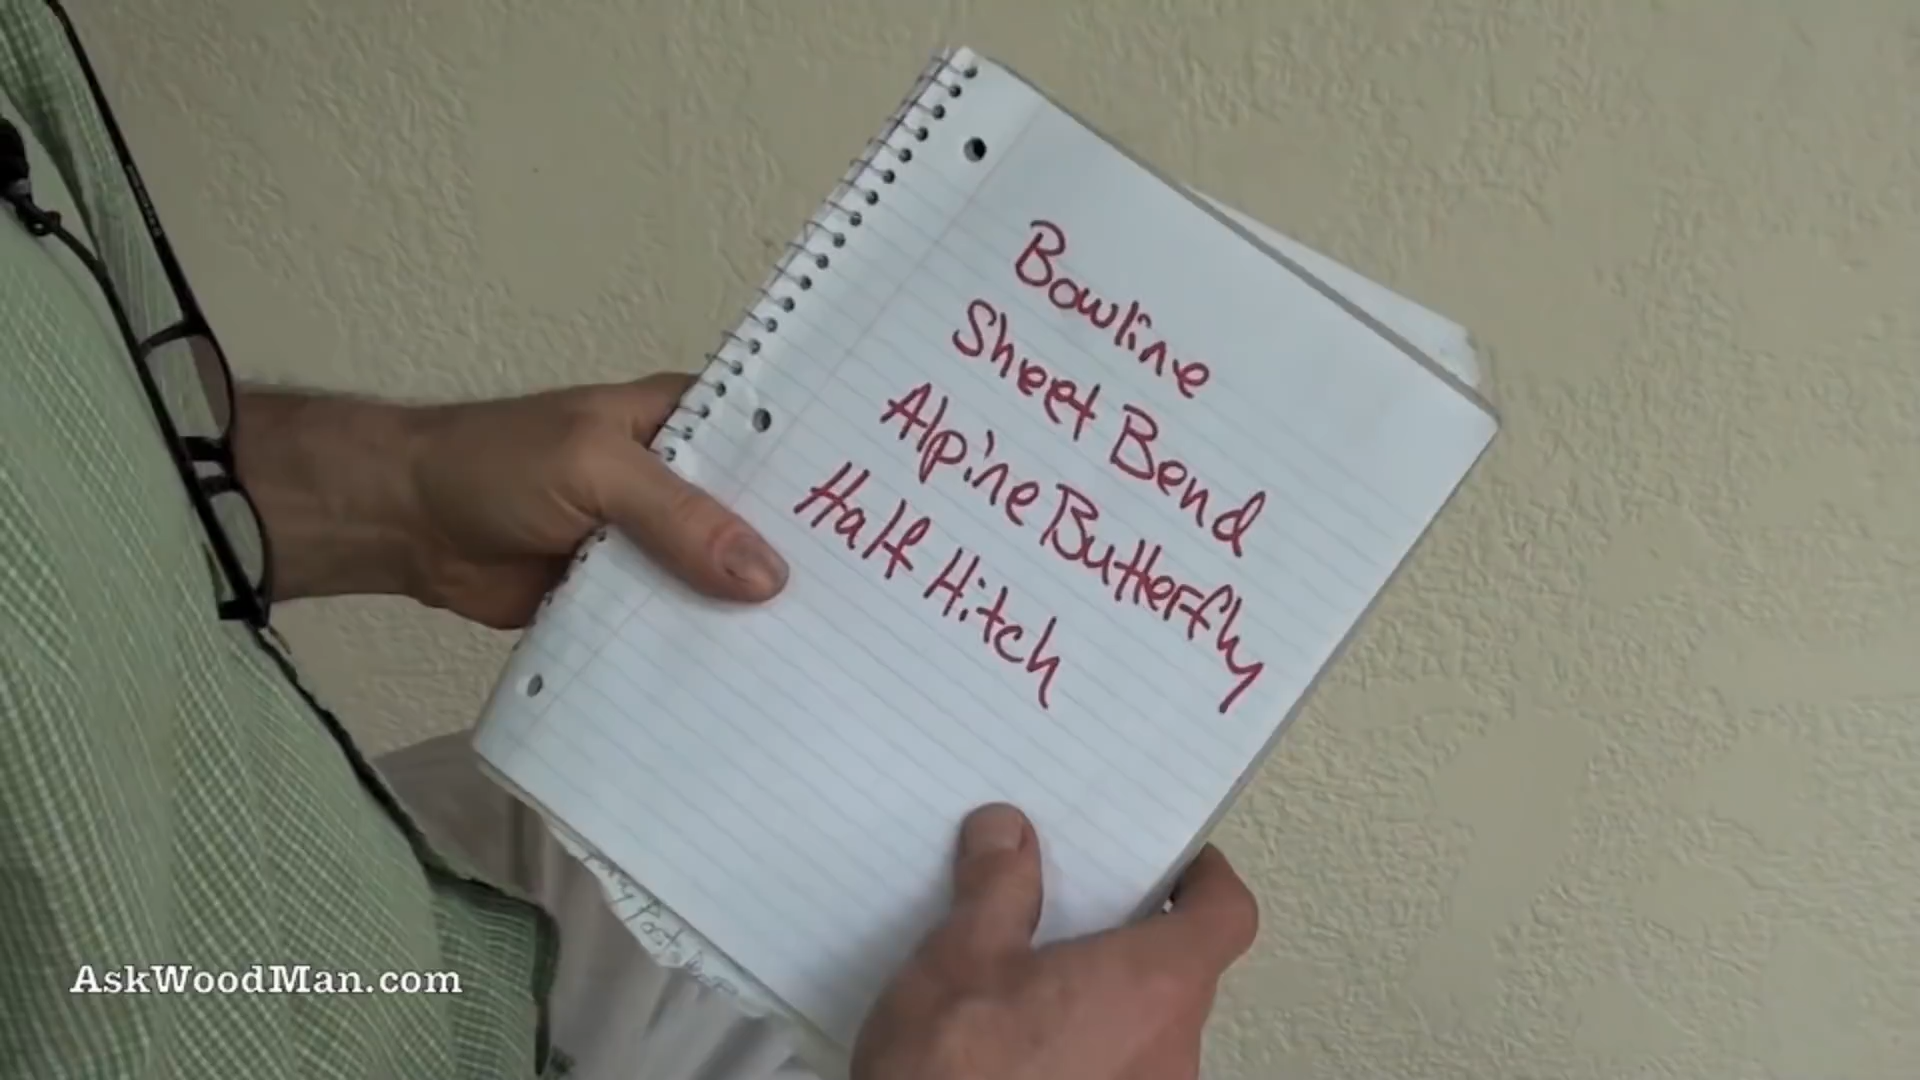 Bowline
Sheet Bend
Alpine Butterfly
Half Hitch
AskWoodMan.com